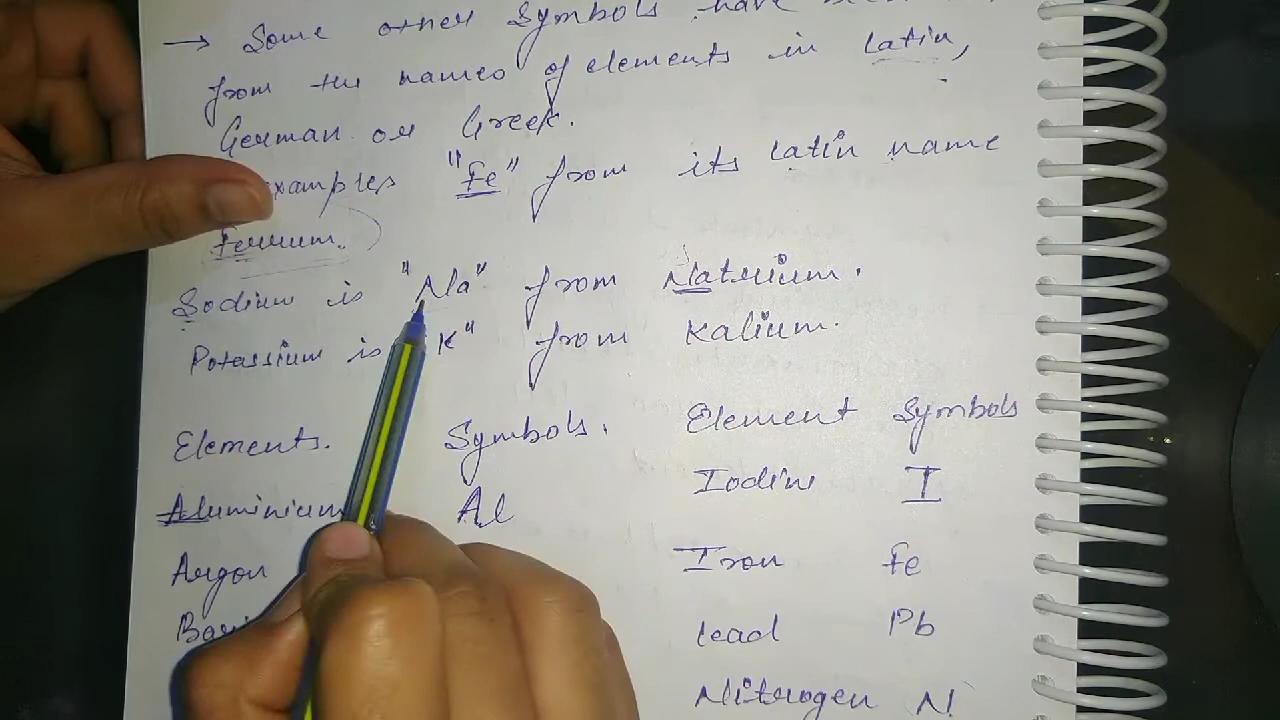 → Some other symbols have
from the names of elements in Latin,
German or Greek.
examples "Fe" from its Latin name
Ferrum.
Sodium is "Na" from Natrium.
Potassium is K" from Kalium.
Elements. Symbols. Element Symbols
Aluminium Al Iodine I
Argon Iron Fe
Lead Pb
Nitrogen N